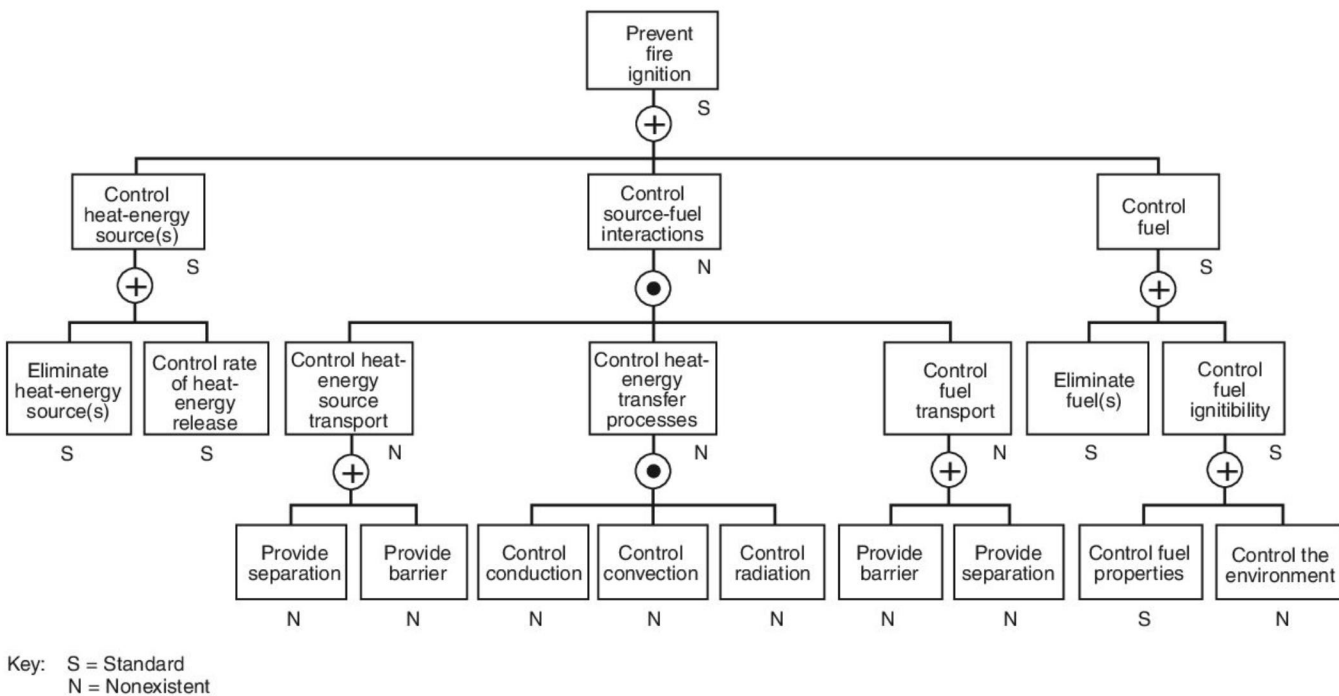 Prevent
fire
ignition
S
+
Control
heat-energy
source(s)
S
+
Control
source-fuel
interactions
N
Control
fuel
S
+
Eliminate
heat-energy
source(s)
S
Control rate
of heat-
energy
release
S
Control heat-
energy
source
transport
N
+
Control heat-
energy
transfer
processes
N
Control
fuel
transport
N
+
Eliminate
fuel(s)
S
Control
fuel
ignitibility
S
+
Provide
separation
N
Provide
barrier
N
Control
conduction
N
Control
convection
N
Control
radiation
N
Provide
barrier
N
Provide
separation
N
Control fuel
properties
S
Control the
environment
N
Key: S = Standard
N = Nonexistent